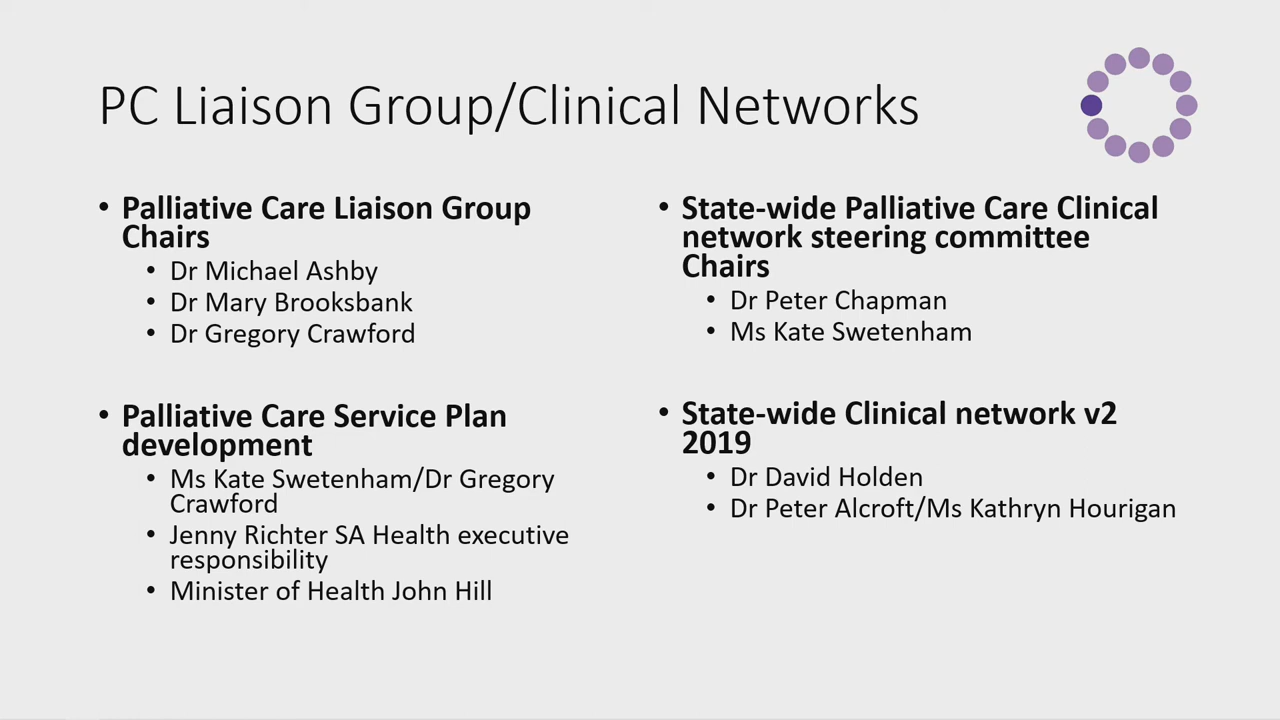 PC Liaison Group/Clinical Networks
• Palliative Care Liaison Group
Chairs
• Dr Michael Ashby
• Dr Mary Brooksbank
• Dr Gregory Crawford
• Palliative Care Service Plan
development
• Ms Kate Swetenham/Dr Gregory
Crawford
• Jenny Richter SA Health executive
responsibility
• Minister of Health John Hill
• State-wide Palliative Care Clinical
network steering committee
Chairs
• Dr Peter Chapman
• Ms Kate Swetenham
• State-wide Clinical network v2
2019
• Dr David Holden
• Dr Peter Alcroft/Ms Kathryn Hourigan